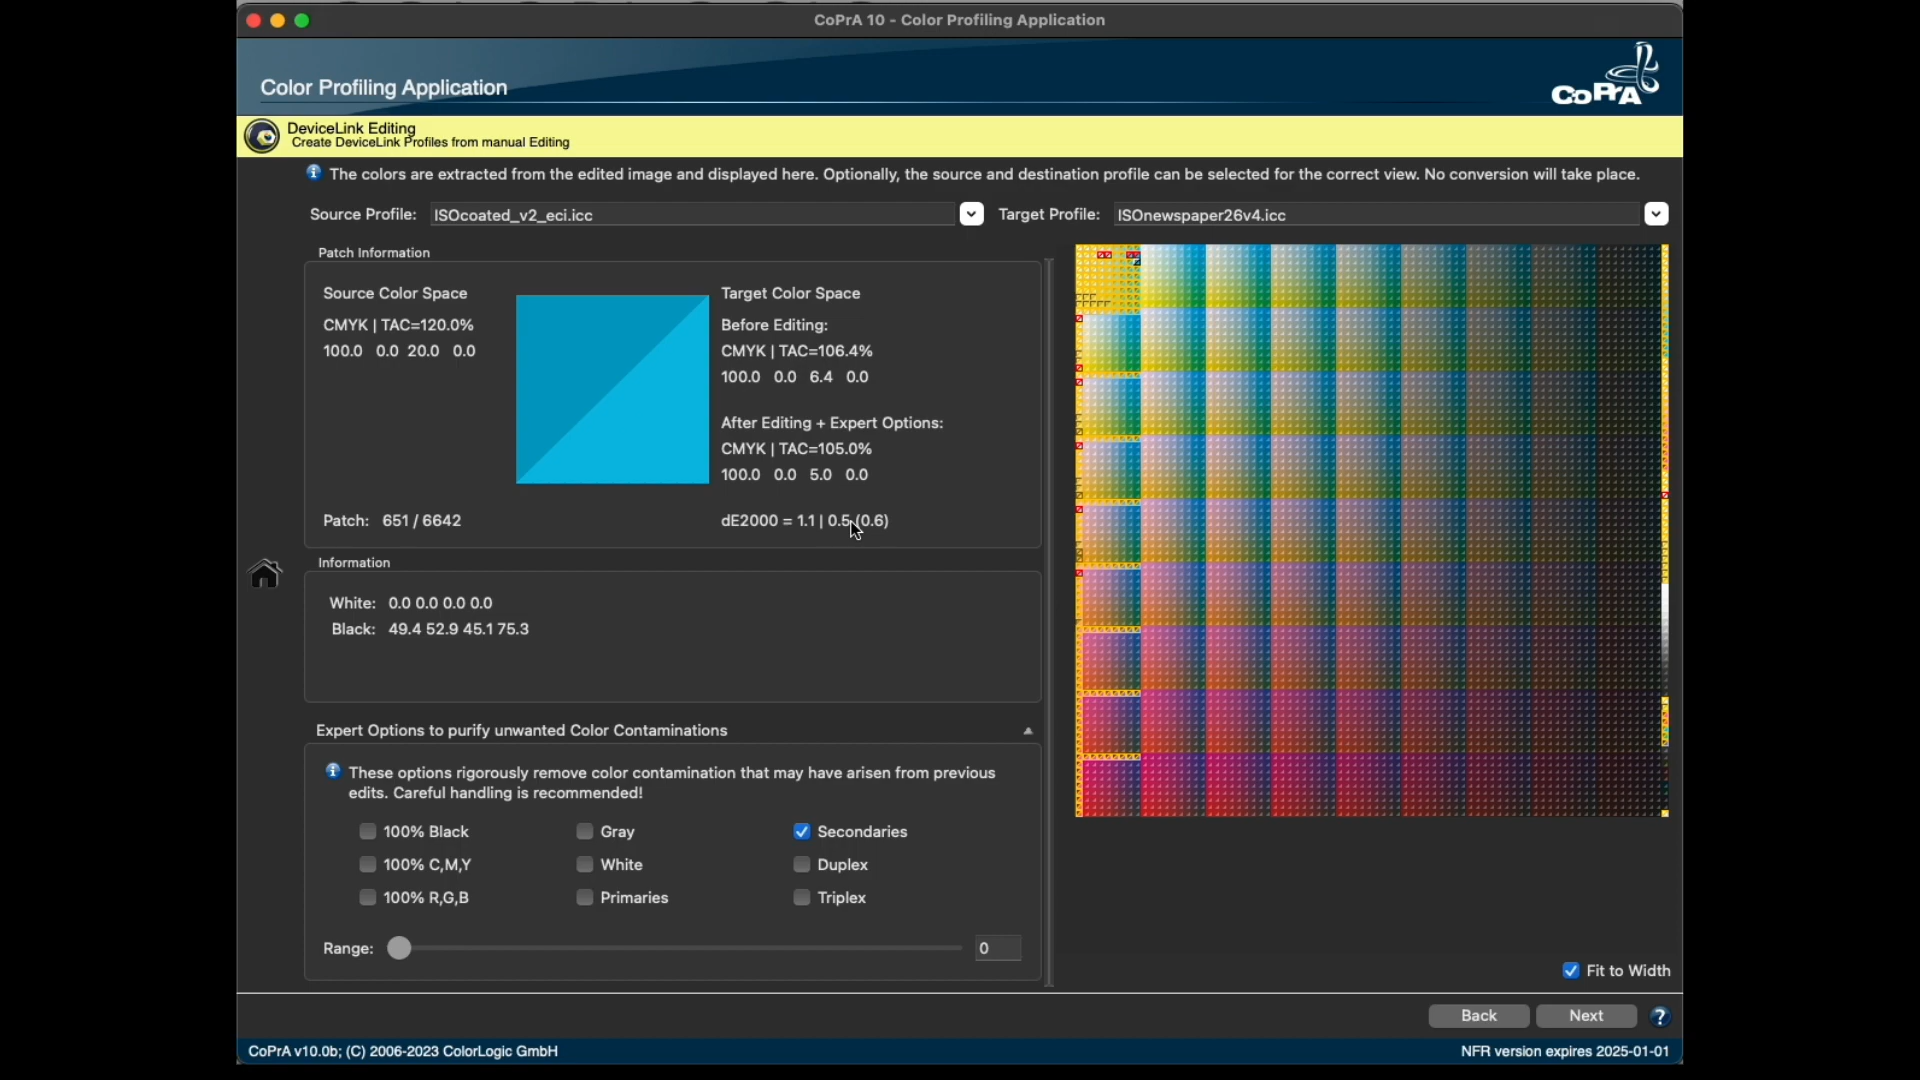 CoPrA 10 - Color Profiling Application
Color Profiling Application
CoPrA
DeviceLink Editing
Create DeviceLink Profiles from manual Editing
The colors are extracted from the edited image and displayed here. Optionally, the source and destination profile can be selected for the correct view. No conversion will take place.
Source Profile: ISOcoated_v2_eci.icc Target Profile: ISOnewspaper26v4.icc
Patch Information
Source Color Space
CMYK | TAC=120.0%
100.0 0.0 20.0 0.0
Target Color Space
Before Editing:
CMYK | TAC=106.4%
100.0 0.0 6.4 0.0
After Editing + Expert Options:
CMYK | TAC=105.0%
100.0 0.0 5.0 0.0
Patch: 651 / 6642
dE2000 = 1.1 | 0.5 (0.6)
Information
White: 0.0 0.0 0.0 0.0
Black: 49.4 52.9 45.1 75.3
Expert Options to purify unwanted Color Contaminations
These options rigorously remove color contamination that may have arisen from previous
edits. Careful handling is recommended!
100% Black Gray Secondaries
100% C,M,Y White Duplex
100% R,G,B Primaries Triplex
Range: 0
Fit to Width
Back Next ?
CoPrA v10.0b; (C) 2006-2023 ColorLogic GmbH
NFR version expires 2025-01-01